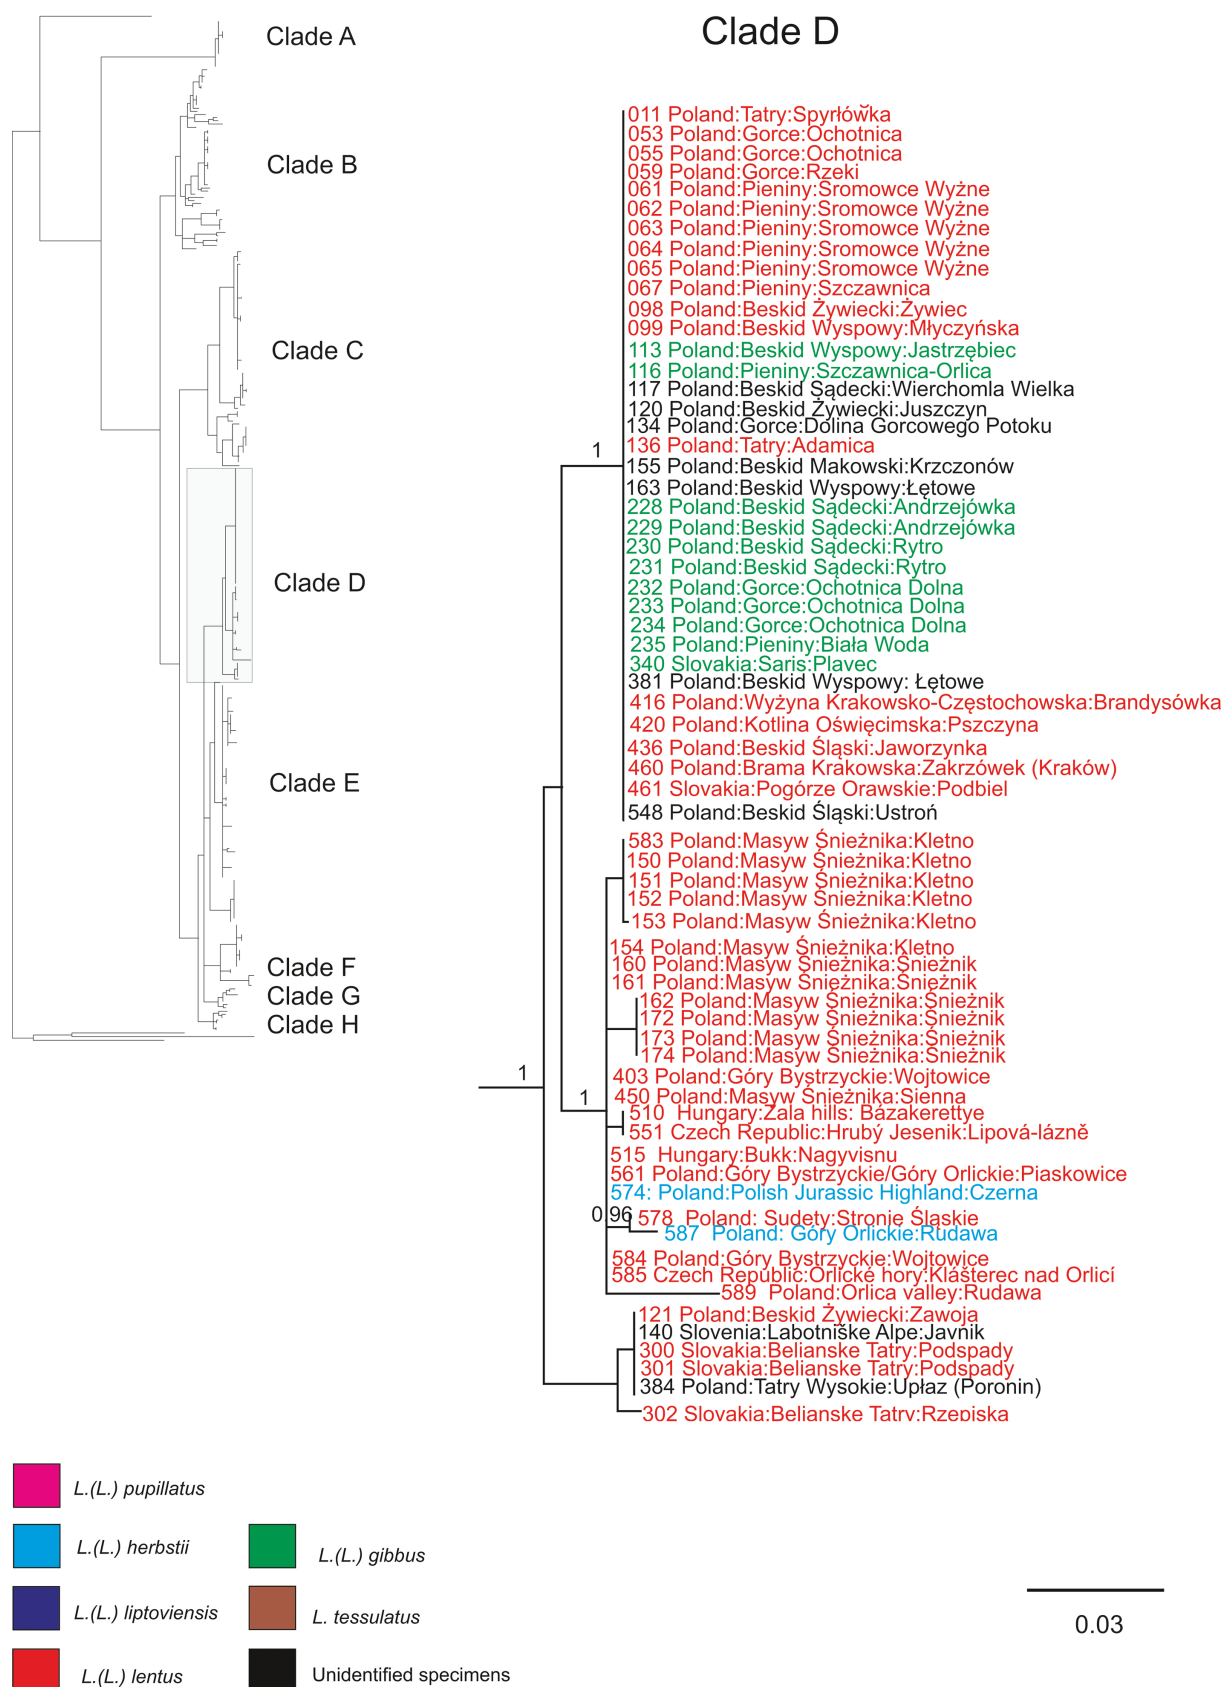 Clade D
Clade A
Clade B
Clade C
Clade D
Clade E
Clade F
Clade G
Clade H
011 Poland:Tatry:Spyrłówka
053 Poland:Gorce:Ochotnica
055 Poland:Gorce:Ochotnica
059 Poland:Gorce:Rzeki
061 Poland:Pieniny:Sromowce Wyżne
062 Poland:Pieniny:Sromowce Wyżne
063 Poland:Pieniny:Sromowce Wyżne
064 Poland:Pieniny:Sromowce Wyżne
065 Poland:Pieniny:Sromowce Wyżne
067 Poland:Pieniny:Szczawnica
098 Poland:Beskid Żywiecki:Żywiec
099 Poland:Beskid Wyspowy:Młyczyńska
113 Poland:Beskid Wyspowy:Jastrzębiec
116 Poland:Pieniny:Szczawnica-Orlica
117 Poland:Beskid Sądecki:Wierchomla Wielka
120 Poland:Beskid Żywiecki:Juszczyn
134 Poland:Gorce:Dolina Gorcowego Potoku
136 Poland:Tatry:Adamica
1
155 Poland:Beskid Makowski:Krzczonów
163 Poland:Beskid Wyspowy:Łętowe
228 Poland:Beskid Sądecki:Andrzejówka
229 Poland:Beskid Sądecki:Andrzejówka
230 Poland:Beskid Sądecki:Rytro
231 Poland:Beskid Sądecki:Rytro
232 Poland:Gorce:Ochotnica Dolna
233 Poland:Gorce:Ochotnica Dolna
234 Poland:Gorce:Ochotnica Dolna
235 Poland:Pieniny:Biała Woda
340 Slovakia:Saris:Plavec
381 Poland:Beskid Wyspowy: Łętowe
416 Poland:Wyżyna Krakowsko-Częstochowska:Brandysówka
420 Poland:Kotlina Oświęcimska:Pszczyna
436 Poland:Beskid Śląski:Jaworzynka
460 Poland:Brama Krakowska:Zakrzówek (Kraków)
461 Slovakia:Pogórze Orawskie:Podbiel
548 Poland:Beskid Śląski:Ustroń
583 Poland:Masyw Śnieżnika:Kletno
150 Poland:Masyw Śnieżnika:Kletno
151 Poland:Masyw Śnieżnika:Kletno
152 Poland:Masyw Śnieżnika:Kletno
153 Poland:Masyw Śnieżnika:Kletno
154 Poland:Masyw Śnieżnika:Kletno
160 Poland:Masyw Śnieżnika:Śnieżnik
161 Poland:Masyw Śnieżnika:Śnieżnik
162 Poland:Masyw Śnieżnika:Śnieżnik
172 Poland:Masyw Śnieżnika:Śnieżnik
173 Poland:Masyw Śnieżnika:Śnieżnik
174 Poland:Masyw Śnieżnika:Śnieżnik
1
403 Poland:Góry Bystrzyckie:Wojtowice
1
450 Poland:Masyw Śnieżnika:Sienna
510 Hungary:Zala hills: Bázakerettye
551 Czech Republic:Hrubý Jesenik:Lipová-lázně
515 Hungary:Bukk:Nagyvisnu
561 Poland:Góry Bystrzyckie/Góry Orlickie:Piaskowice
574: Poland:Polish Jurassic Highland:Czerna
0.96
578 Poland: Sudety:Stronie Śląskie
587 Poland: Góry Orlickie:Rudawa
584 Poland:Góry Bystrzyckie:Wojtowice
585 Czech Republic:Orlické hory:Klášterec nad Orlicí
589 Poland:Orlica valley:Rudawa
121 Poland:Beskid Żywiecki:Zawoja
140 Slovenia:Labotniške Alpe:Javnik
300 Slovakia:Belianske Tatry:Podspady
301 Slovakia:Belianske Tatry:Podspady
384 Poland:Tatry Wysokie:Upłaz (Poronin)
302 Slovakia:Belianske Tatry:Rzepiska
L.(L.) pupillatus
L.(L.) herbstii
L.(L.) gibbus
L.(L.) liptoviensis
L. tessulatus
L.(L.) lentus
Unidentified specimens
0.03